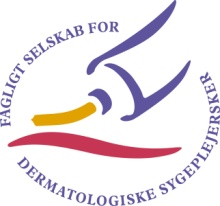 FAGLIGT SELSKAB FOR
DERMATOLOGISKE SYGEPLEJERSKER